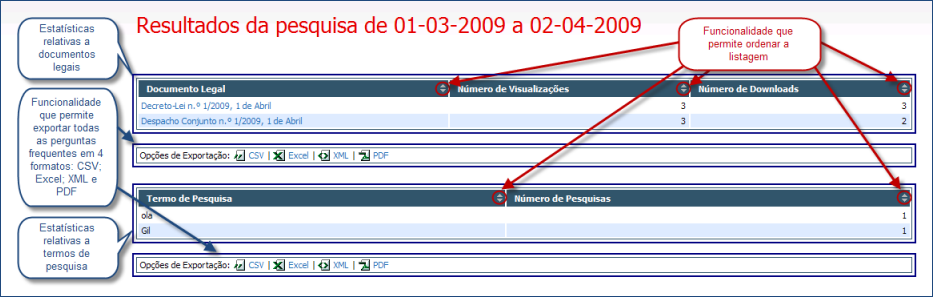 Resultados da pesquisa de 01-03-2009 a 02-04-2009
Estatísticas
relativas a
documentos
legais
Funcionalidade que
permite ordenar a
listagem
Documento Legal Número de Visualizações Número de Downloads
Decreto-Lei n.º 1/2009, 1 de Abril 3 3
Despacho Conjunto n.º 1/2009, 1 de Abril 3 2
Funcionalidade
que permite
exportar todas
as perguntas
frequentes em 4
formatos: CSV;
Excel; XML e
PDF
Opções de Exportação: CSV | Excel | XML | PDF
Termo de Pesquisa Número de Pesquisas
ola 1
Gil 1
Estatísticas
relativas a
termos de
pesquisa
Opções de Exportação: CSV | Excel | XML | PDF